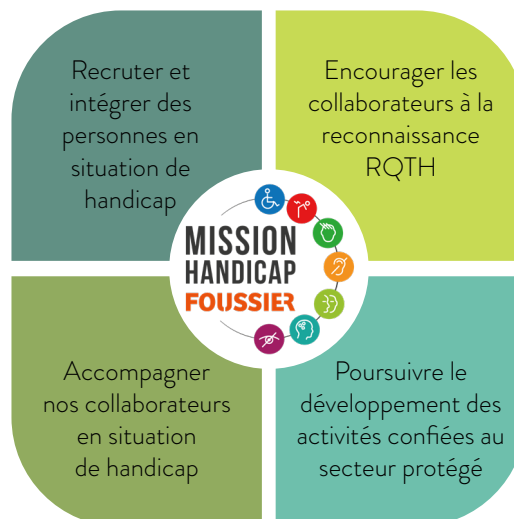 Recruter et
intégrer des
personnes en
situation de
handicap
Encourager les
collaborateurs à la
reconnaissance
RQTH
MISSION
HANDICAP
FOUSSIER
Accompagner
nos collaborateurs
en situation
de handicap
Poursuivre le
développement des
activités confiées au
secteur protégé